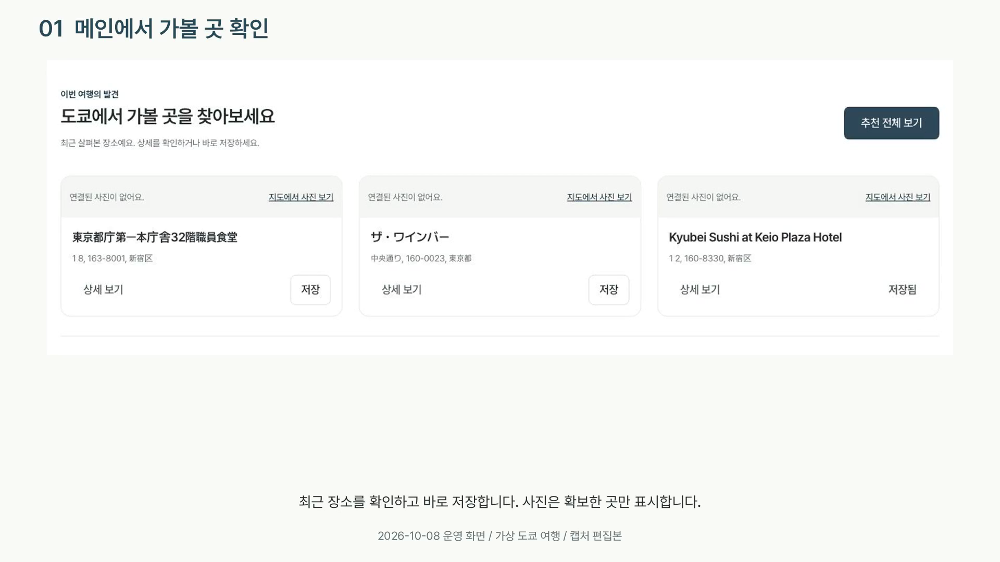 01 메인에서 가볼 곳 확인
이번 여행의 발견
도쿄에서 가볼 곳을 찾아보세요
최근 살펴본 장소예요. 상세를 확인하거나 바로 저장하세요.
추천 전체 보기
연결된 사진이 없어요. 지도에서 사진 보기
東京都庁第一本庁舎32階職員食堂
1 8, 163-8001, 新宿区
상세 보기 저장
연결된 사진이 없어요. 지도에서 사진 보기
ザ・ワインバー
中央通り, 160-0023, 東京都
상세 보기 저장
연결된 사진이 없어요. 지도에서 사진 보기
Kyubei Sushi at Keio Plaza Hotel
1 2, 160-8330, 新宿区
상세 보기 저장됨
최근 장소를 확인하고 바로 저장합니다. 사진은 확보한 곳만 표시합니다.
2026-10-08 운영 화면 / 가상 도쿄 여행 / 캡처 편집본